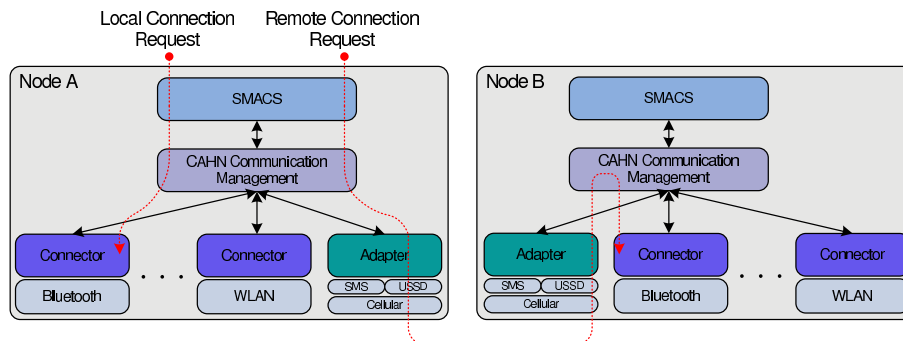 Local Connection
Request
Remote Connection
Request
Node A
SMACS
CAHN Communication
Management
Connector
Bluetooth
. . .
Connector
WLAN
Adapter
SMS
USSD
Cellular
Node B
SMACS
CAHN Communication
Management
Adapter
SMS
USSD
Cellular
Connector
Bluetooth
. . .
Connector
WLAN